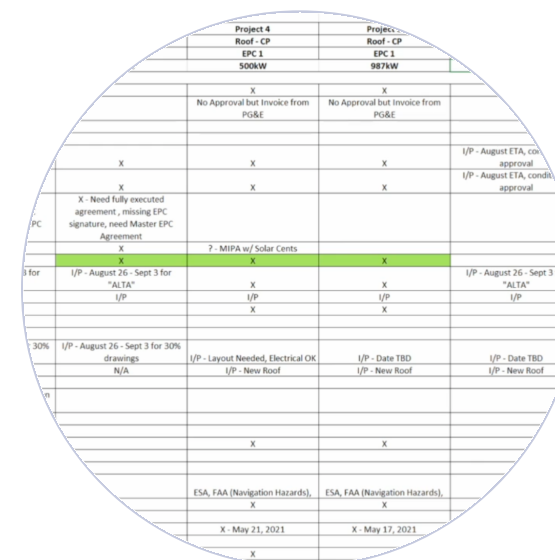 Project 4
Roof - CP Roof - CP
EPC 1 EPC 1
500kW 987kW
X X
No Approval but Invoice from No Approval but Invoice from
PG&E PG&E
I/P - August ETA,
X X X approval
I/P - August ETA,
X X X approval
X - Need fully executed
agreement , missing EPC
PC signature, need Master EPC
Agreement
X ? - MIPA w/ Solar Cents
X X X
for I/P - August 26 - Sept 3 for I/P - August 26 - Sept 3
"ALTA" X X "ALTA"
I/P I/P I/P I/P
X X
30% I/P - August 26 - Sept 3 for 30%
drawings I/P - Layout Needed, Electrical OK I/P - Date TBD I/P - Date TBD
N/A I/P - New Roof I/P - New Roof I/P - New Roof
X X
ESA, FAA (Navigation Hazards), ESA, FAA (Navigation Hazards),
X X
X - May 21, 2021 X - May 17, 2021
X